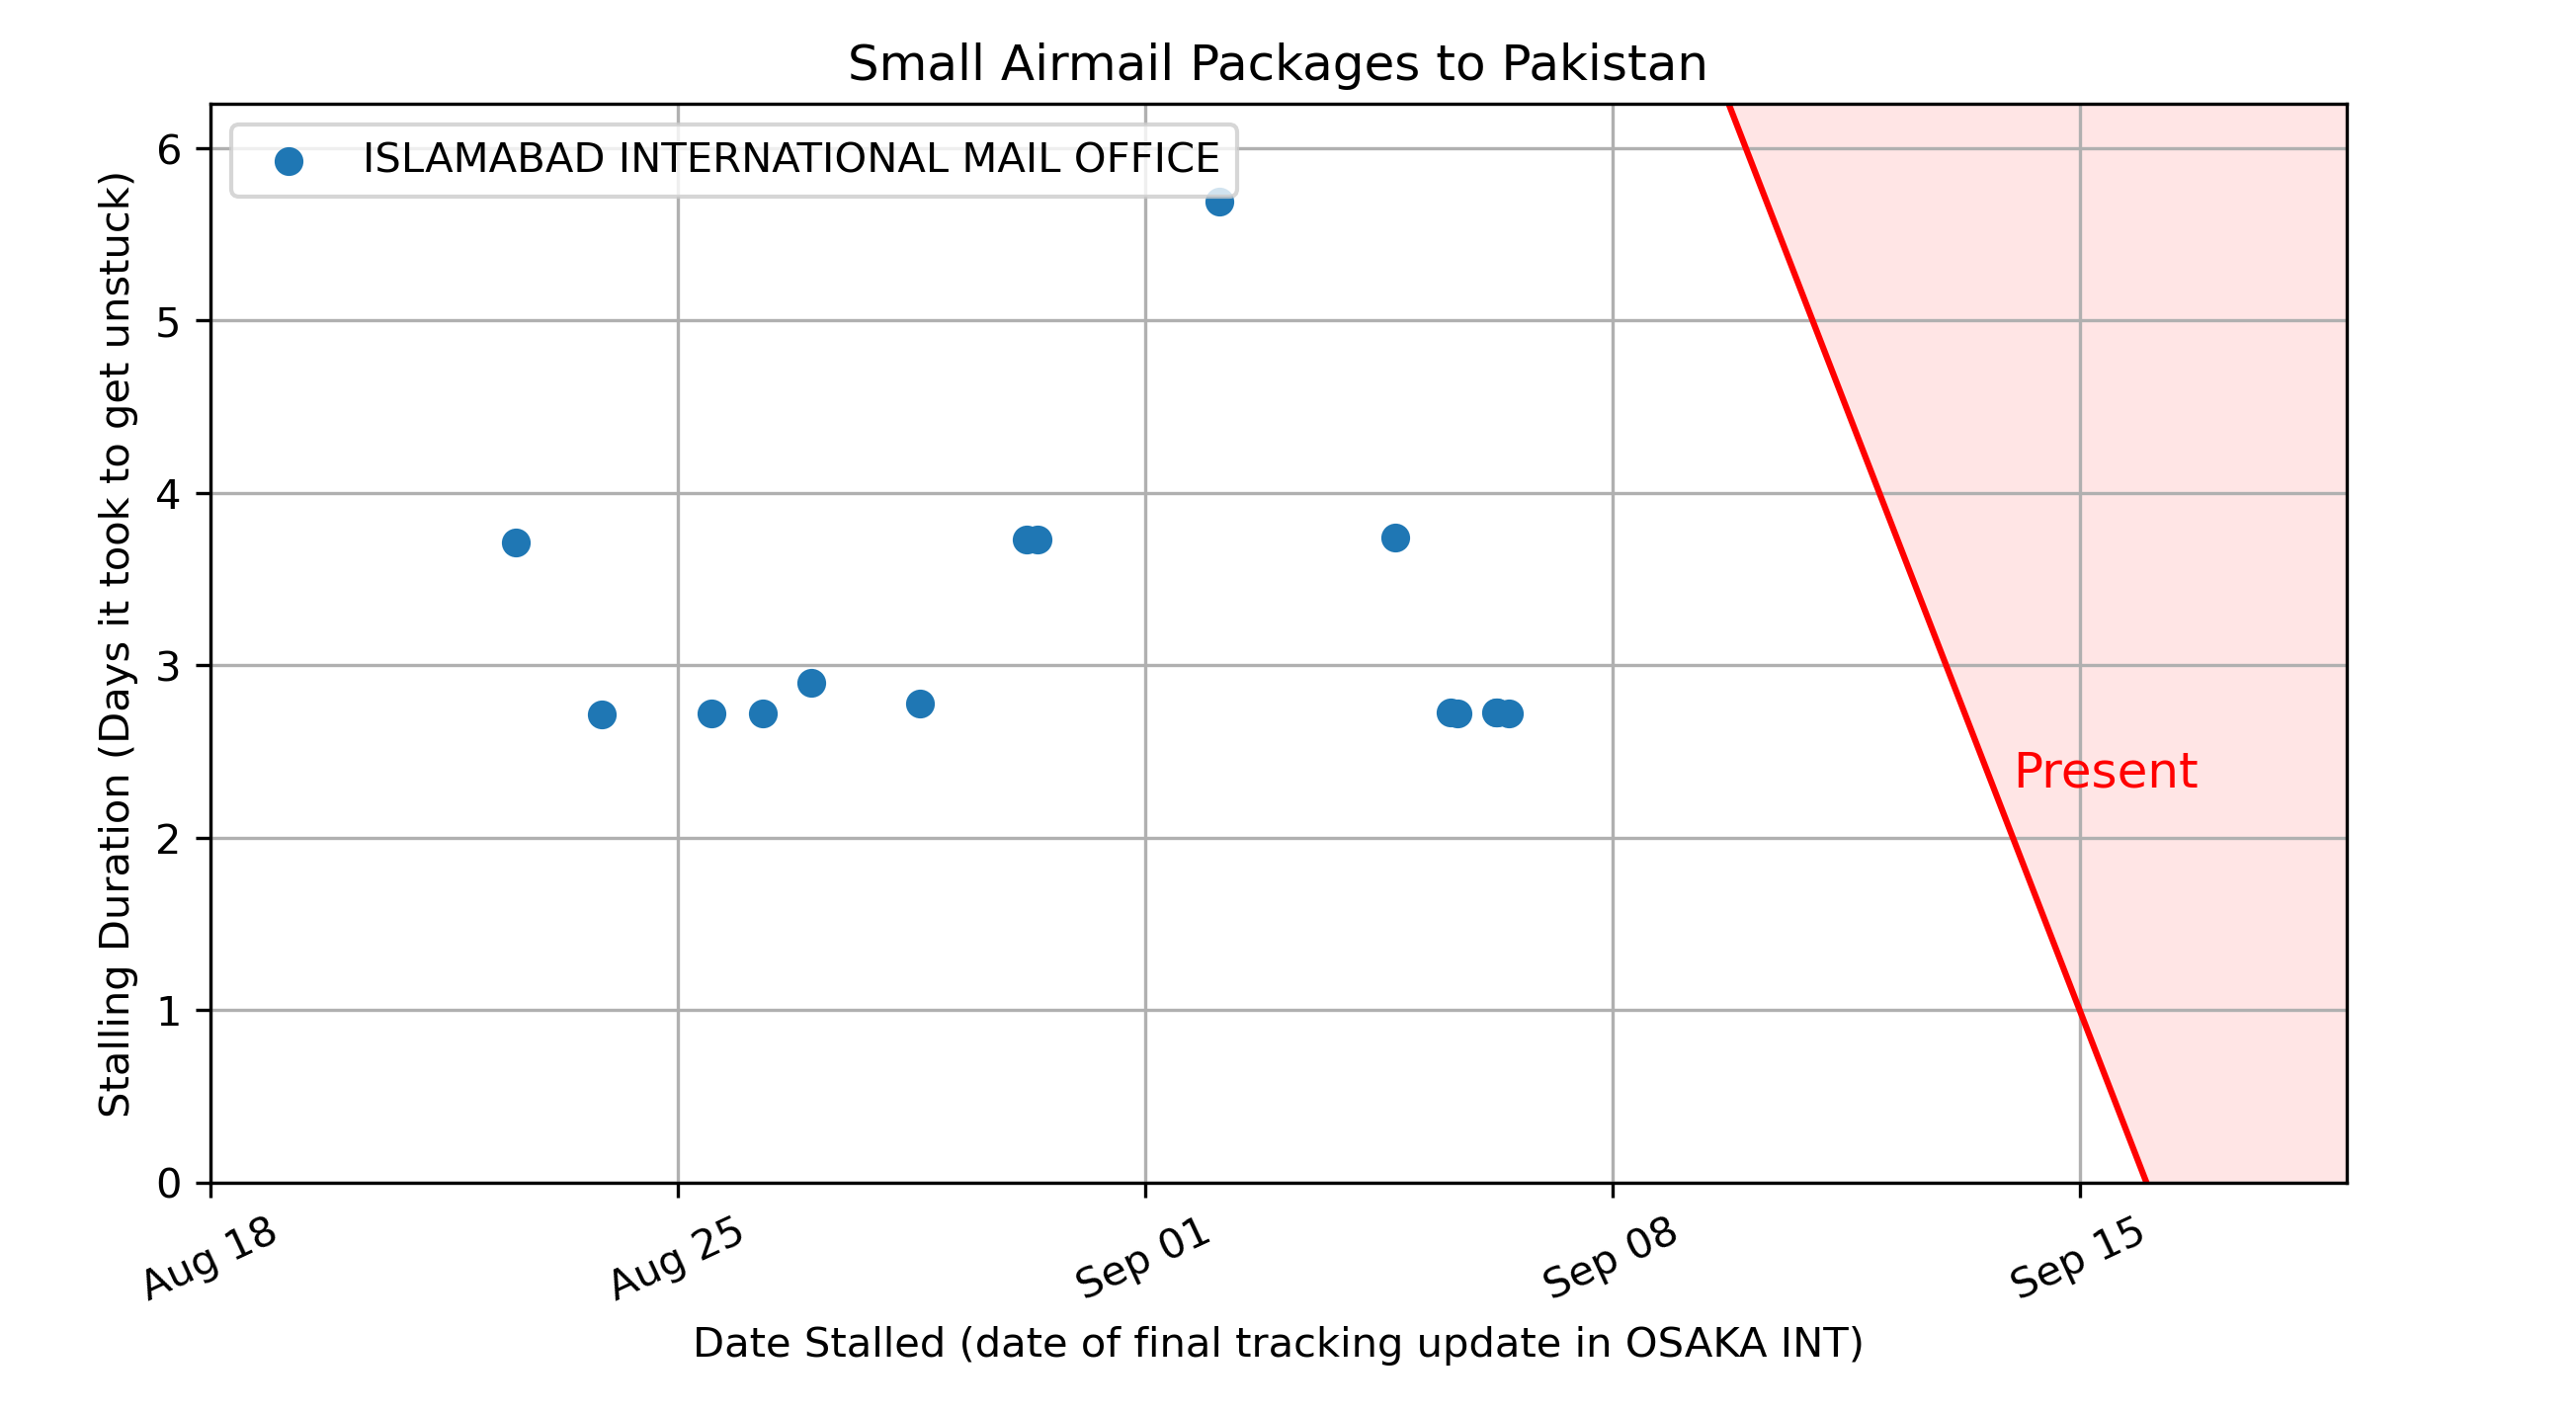 Small Airmail Packages to Pakistan
ISLAMABAD INTERNATIONAL MAIL OFFICE
Stalling Duration (Days it took to get unstuck)
6
5
4
3
2
1
0
Present
Aug 18
Aug 25
Sep 01
Sep 08
Sep 15
Date Stalled (date of final tracking update in OSAKA INT)